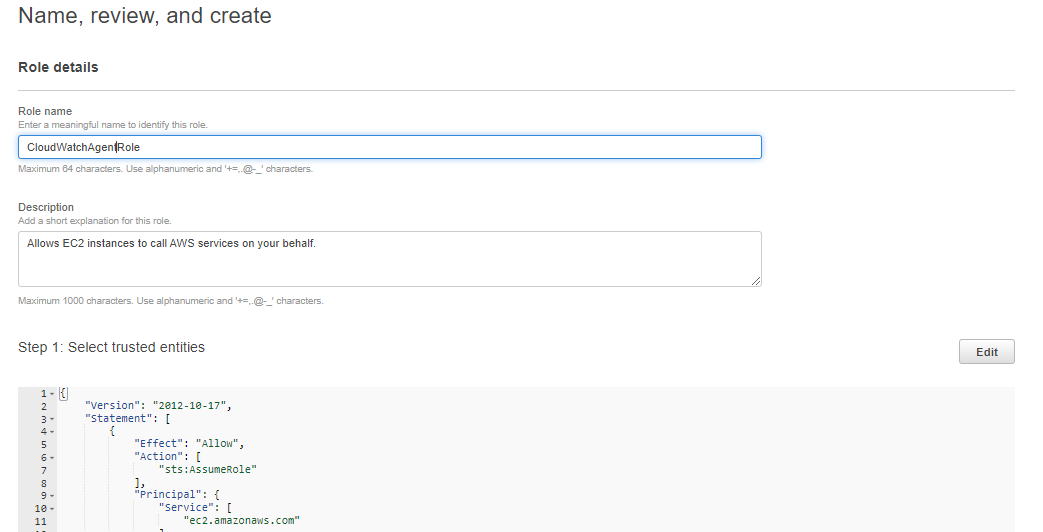 Name, review, and create
Role details
Role name
Enter a meaningful name to identify this role.
CloudWatchAgentRole
Maximum 64 characters. Use alphanumeric and '+=,.@-_' characters.
Description
Add a short explanation for this role.
Allows EC2 instances to call AWS services on your behalf.
Maximum 1000 characters. Use alphanumeric and '+=,.@-_' characters.
Step 1: Select trusted entities
Edit
1 {
2 "Version": "2012-10-17",
3 "Statement": [
4 {
5 "Effect": "Allow",
6 "Action": [
7 "sts:AssumeRole"
8 ],
9 "Principal": {
10 "Service": [
11 "ec2.amazonaws.com"